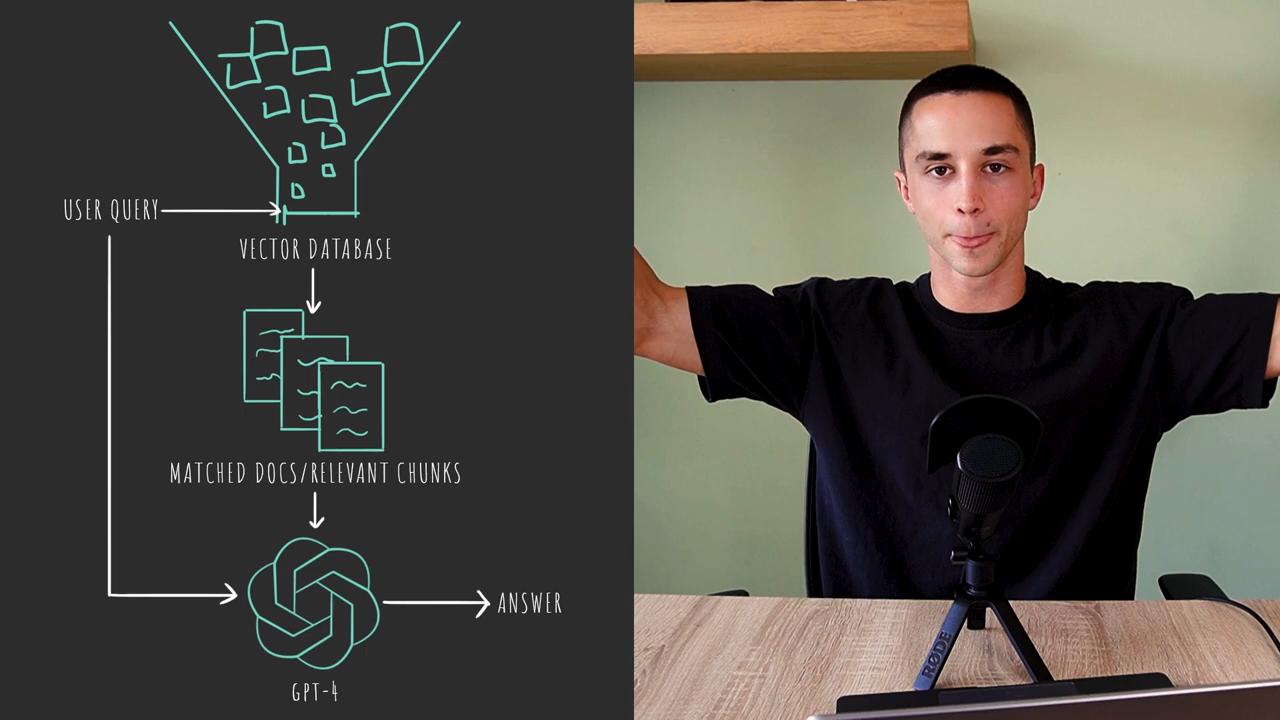 USER QUERY
VECTOR DATABASE
MATCHED DOCS/RELEVANT CHUNKS
ANSWER
GPT-4
RØDE